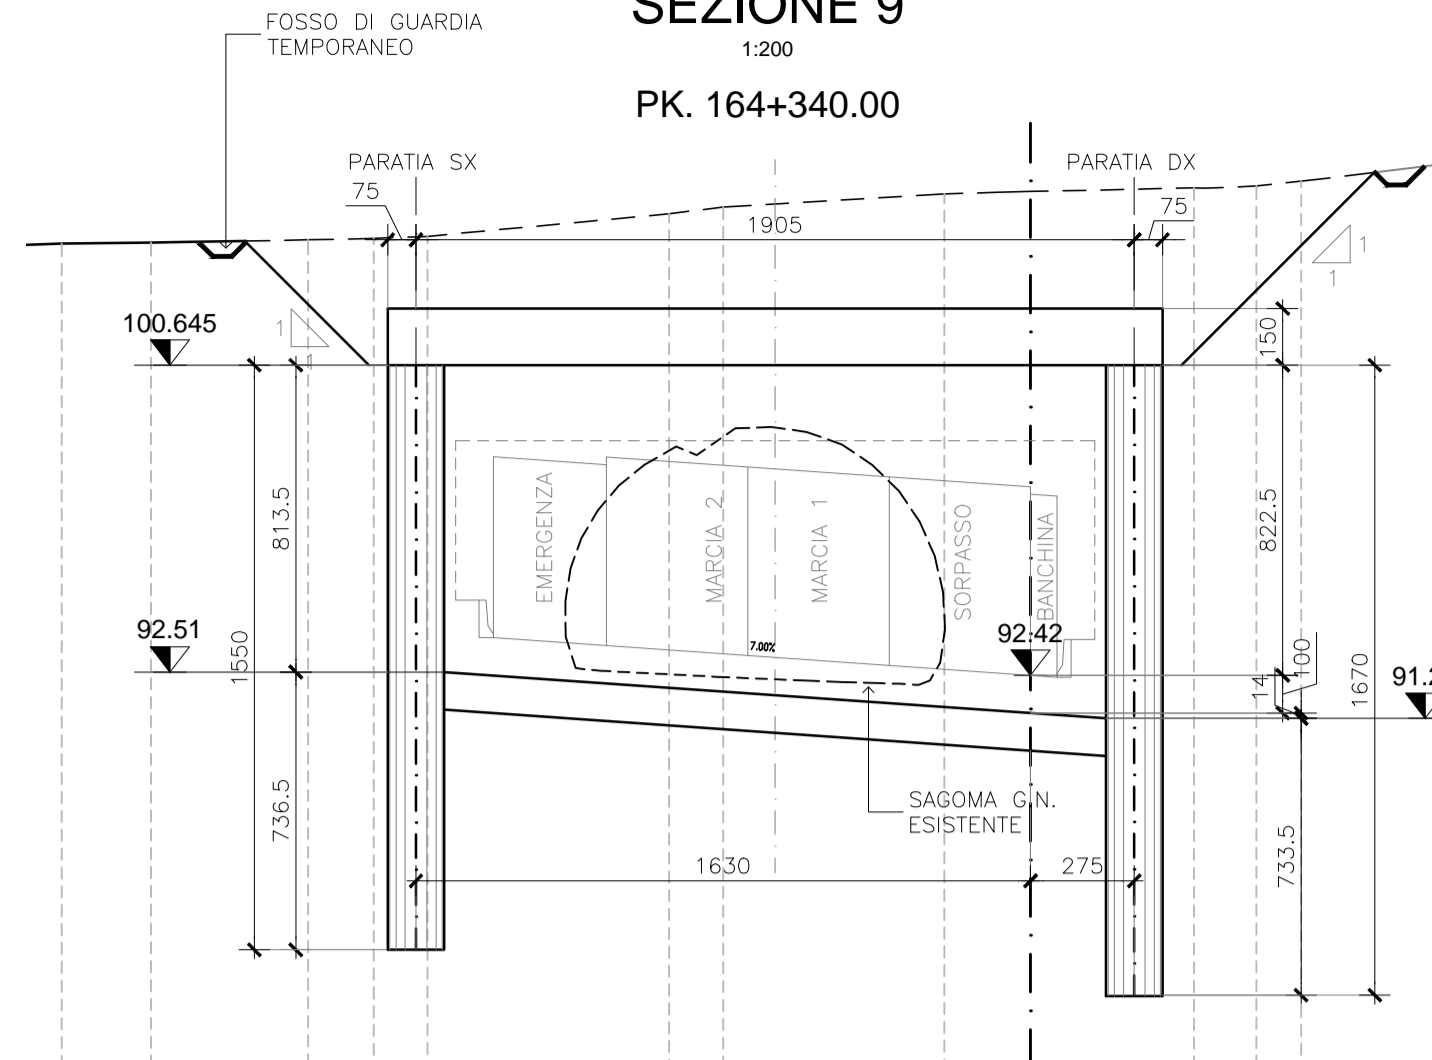 SEZIONE 9
1:200
PK. 164+340.00
FOSSO DI GUARDIA
TEMPORANEO
PARATIA SX
PARATIA DX
75
1905
75
1
1
1
1
100.645
150
813.5
822.5
EMERGENZA
MARCIA 2
MARCIA 1
SORPASSO
BANCHINA
7.00%
92.51
92.42
1550
14
100
1670
91.2
736.5
733.5
SAGOMA G.N.
ESISTENTE
1630
275